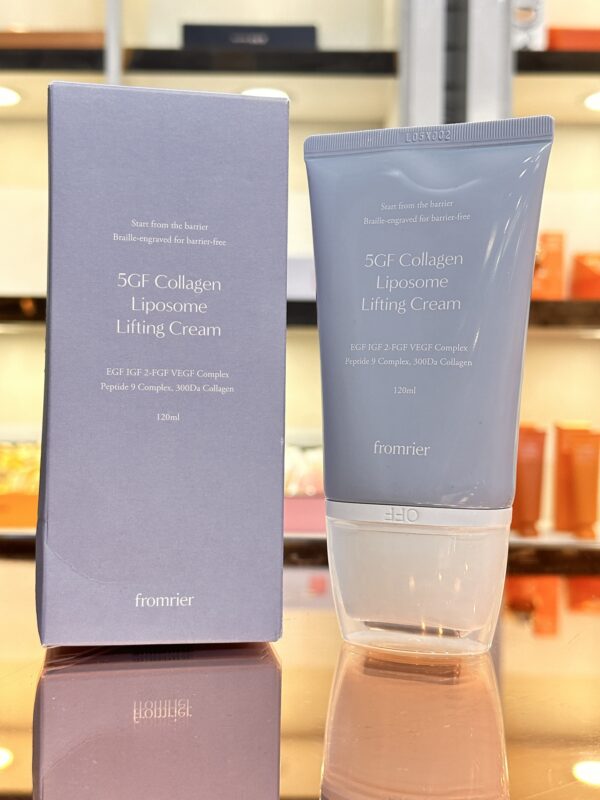 Start from the barrier
Braille-engraved for barrier-free
5GF Collagen
Liposome
Lifting Cream
EGF IGF 2-FGF VEGF Complex
Peptide 9 Complex, 300Da Collagen
120ml
fromrier
fromrier
L05X002
Start from the barrier
Braille-engraved for barrier-free
5GF Collagen
Liposome
Lifting Cream
EGF IGF 2-FGF VEGF Complex
Peptide 9 Complex, 300Da Collagen
120ml
fromrier
OFF